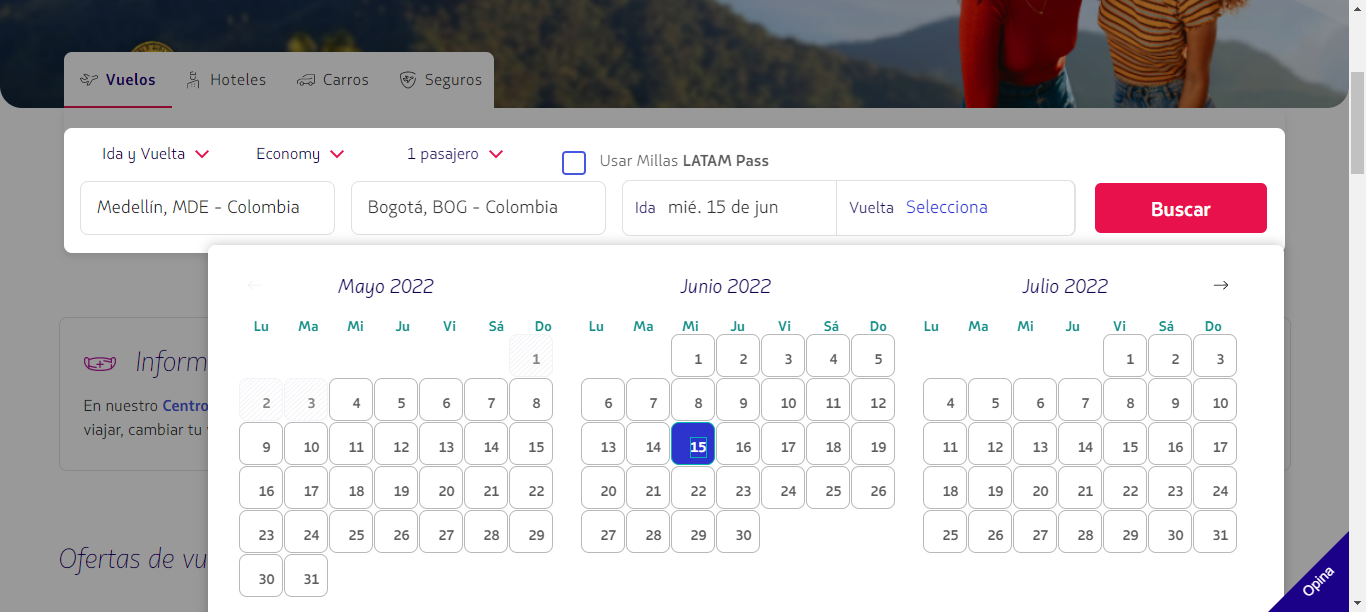 Vuelos Hoteles Carros Seguros
Ida y Vuelta Economy 1 pasajero Usar Millas LATAM Pass
Medellín, MDE - Colombia Bogotá, BOG - Colombia Ida mié. 15 de jun Vuelta Selecciona Buscar
Mayo 2022 Junio 2022 Julio 2022
Lu Ma Mi Ju Vi Sá Do Lu Ma Mi Ju Vi Sá Do Lu Ma Mi Ju Vi Sá Do
1 1 2 3 4 5 1 2 3
2 3 4 5 6 7 8 6 7 8 9 10 11 12 4 5 6 7 8 9 10
9 10 11 12 13 14 15 13 14 15 16 17 18 19 11 12 13 14 15 16 17
16 17 18 19 20 21 22 20 21 22 23 24 25 26 18 19 20 21 22 23 24
23 24 25 26 27 28 29 27 28 29 30 25 26 27 28 29 30 31
30 31
Inform
En nuestro Centro
viajar, cambiar tu
Ofertas de vu
Opina